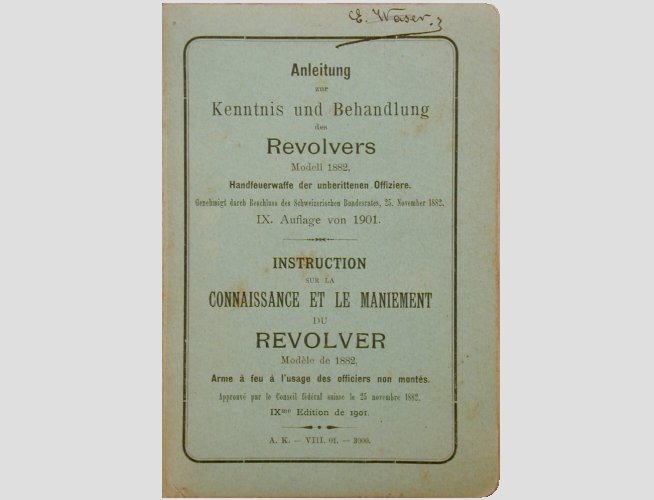 E. Waser.
Anleitung
zur
Kenntnis und Behandlung
des
Revolvers
Modell 1882,
Handfeuerwaffe der unberittenen Offiziere.
Genehmigt durch Beschluss des Schweizerischen Bundesrates, 25. November 1882.
IX. Auflage von 1901.
INSTRUCTION
SUR LA
CONNAISSANCE ET LE MANIEMENT
DU
REVOLVER
Modèle de 1882,
Arme à feu à l'usage des officiers non montés.
Approuvé par le Conseil fédéral suisse le 25 novembre 1882.
IXme Edition de 1901.
A. K. — VIII. 01. — 3000.